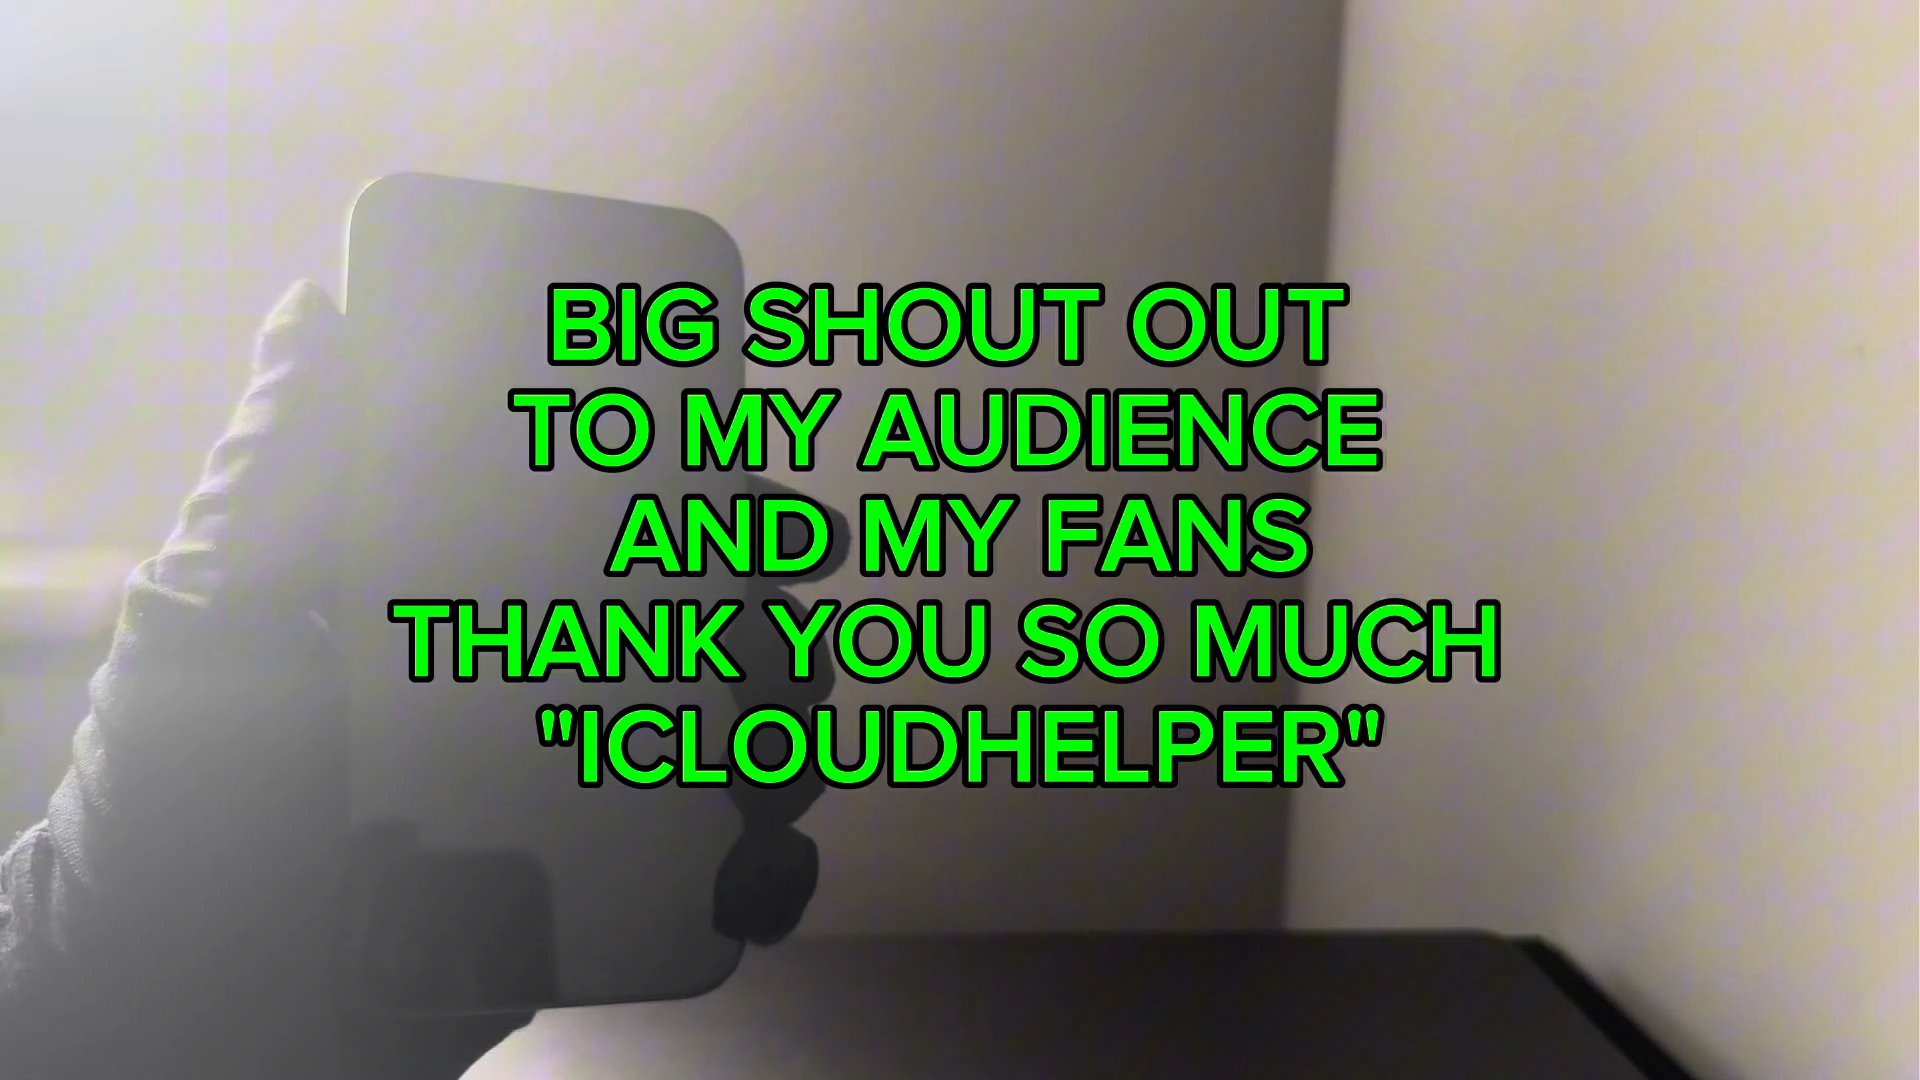 BIG SHOUT OUT
TO MY AUDIENCE
AND MY FANS
THANK YOU SO MUCH
"ICLOUDHELPER"